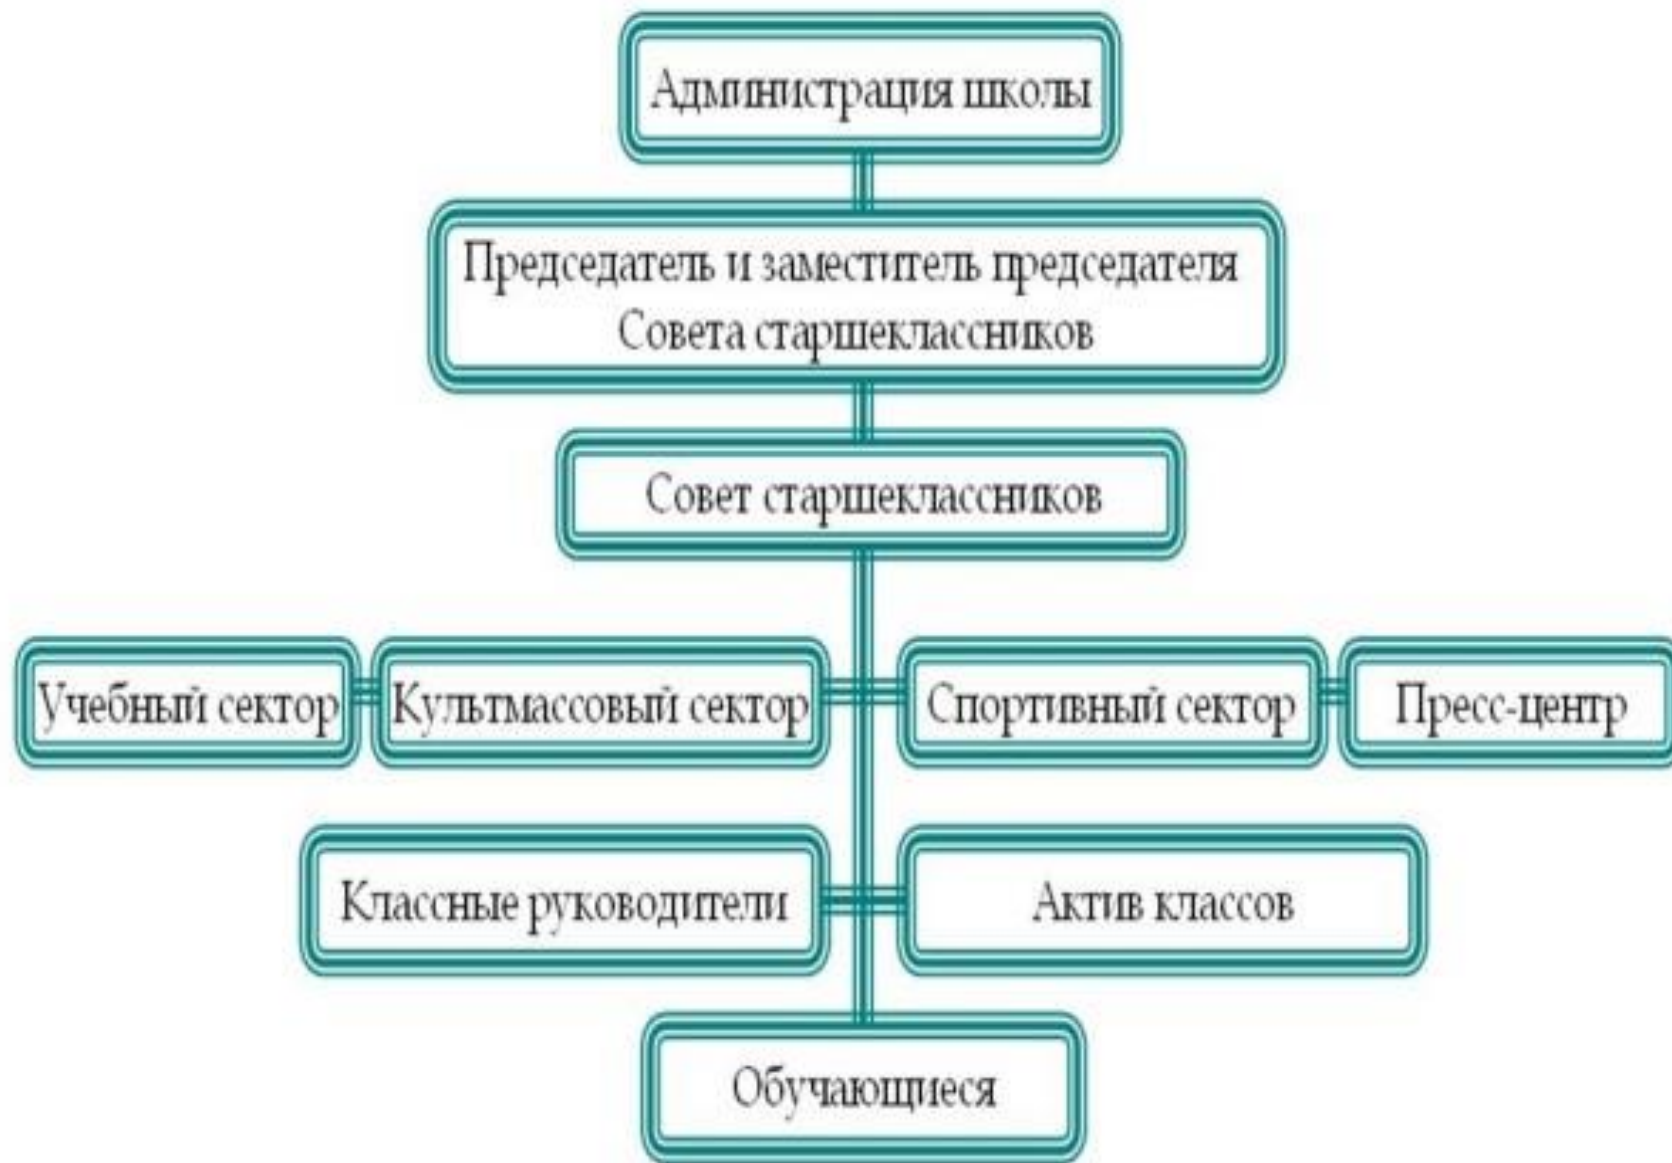 Администрация школы
Председатель и заместитель председателя
Совета старшеклассников
Совет старшеклассников
Учебный сектор
Культмассовый сектор
Спортивный сектор
Пресс-центр
Классные руководители
Актив классов
Обучающиеся